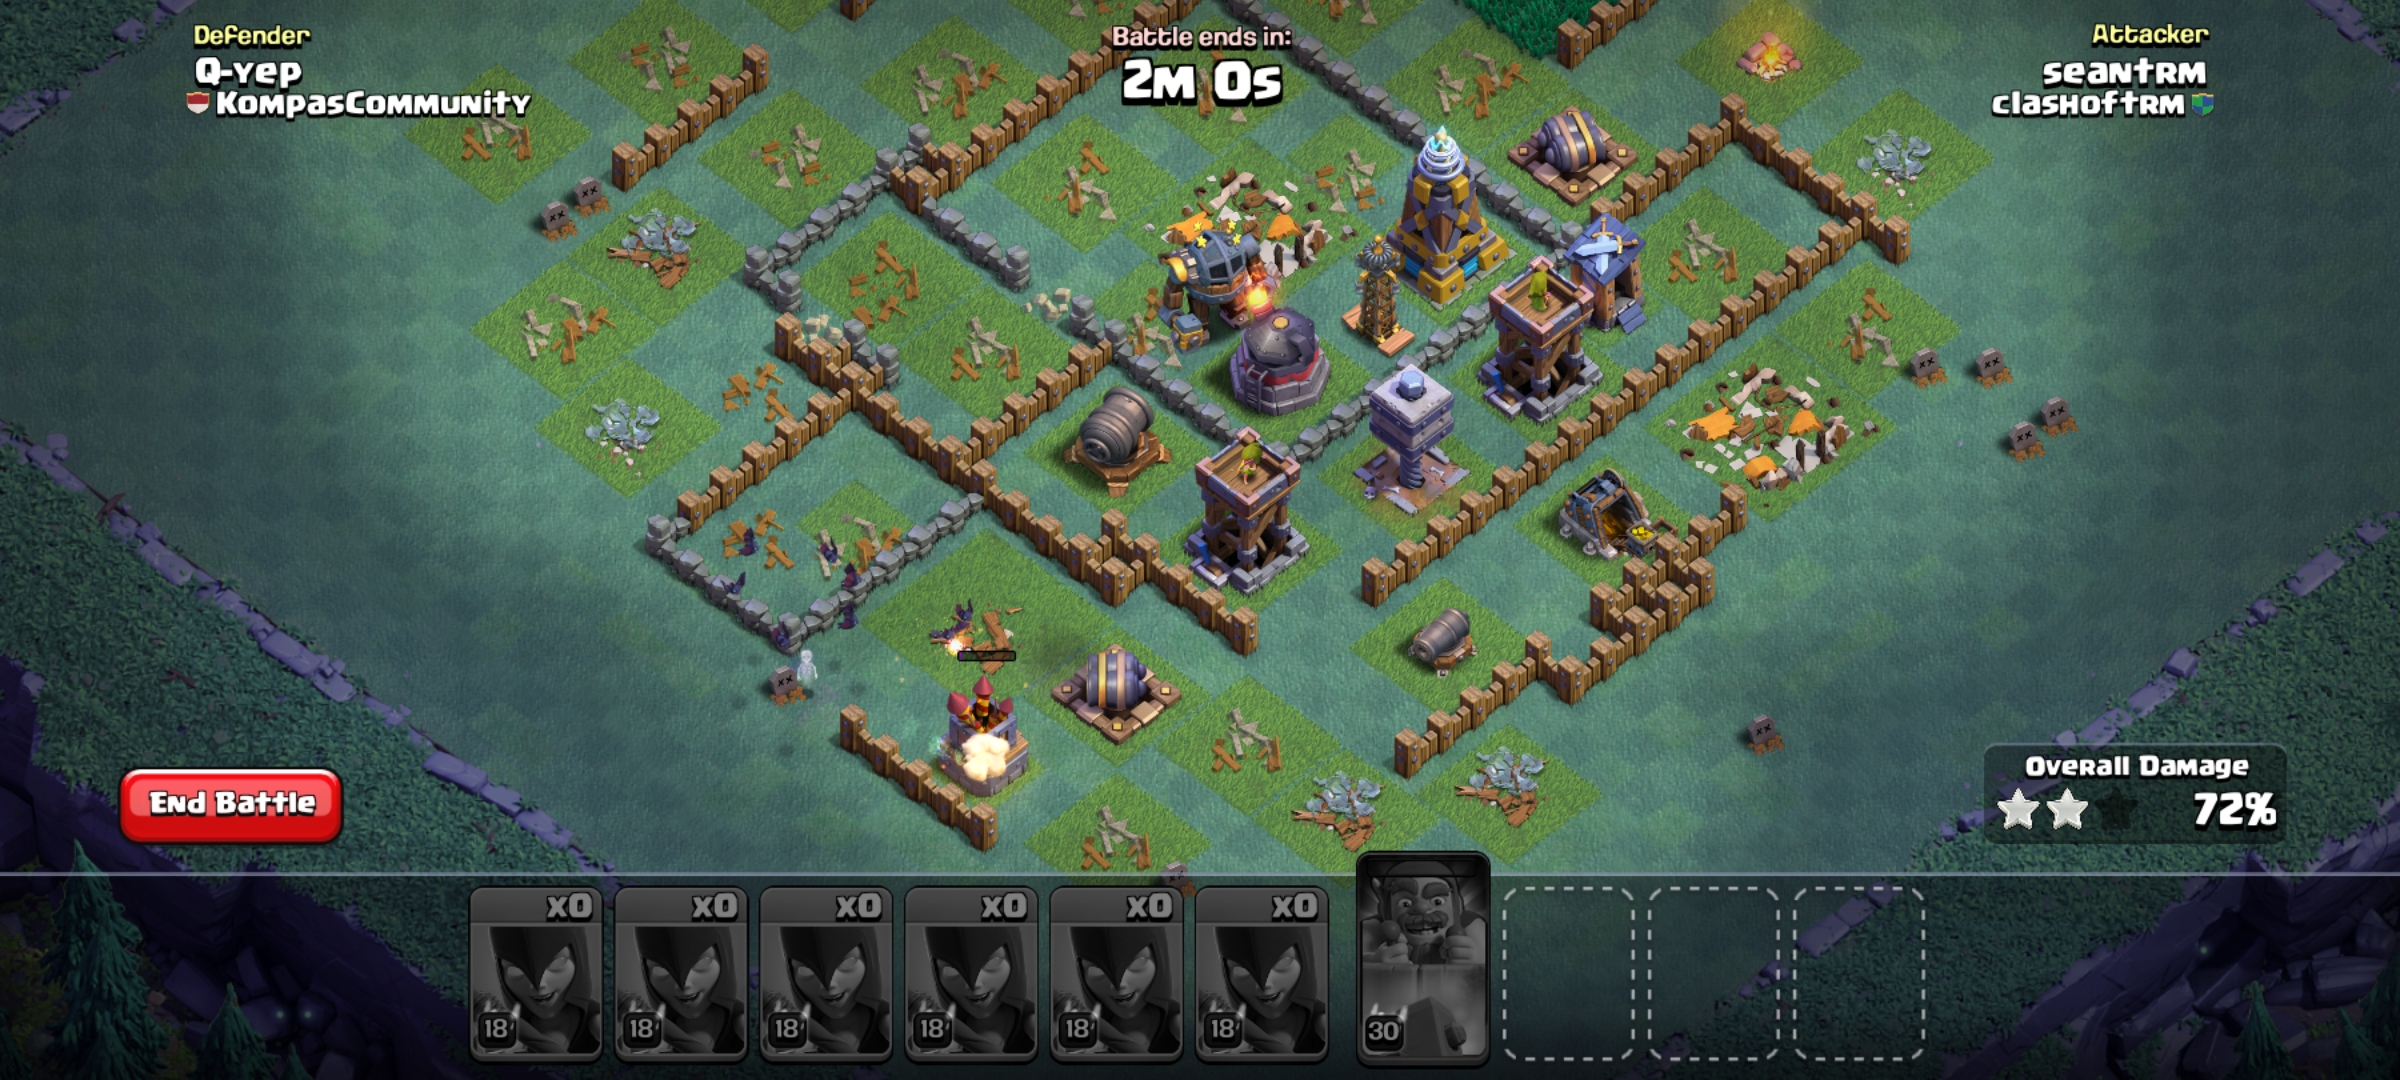 Defender
Q-yep
KompasCommunity
Battle ends in:
2M 0s
Attacker
seantRM
clashoftRM
End Battle
Overall Damage
72%
x0
x0
x0
x0
x0
x0
18
18
18
18
18
18
30